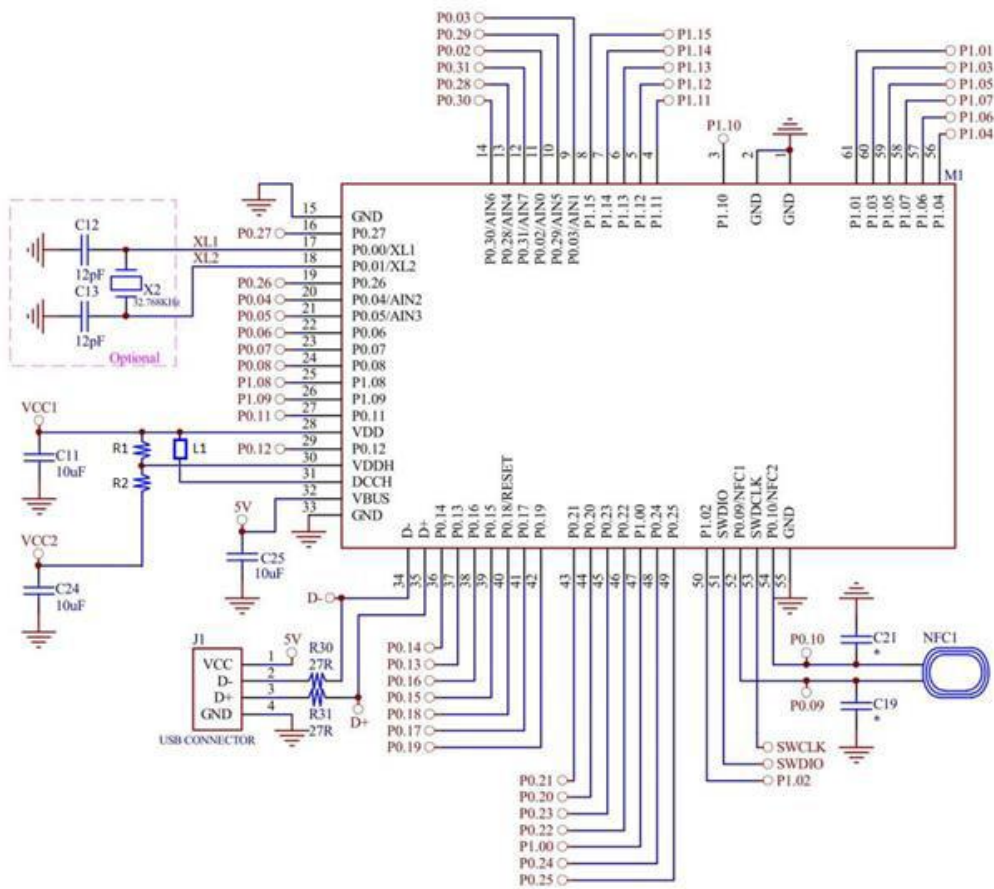 P0.03
P0.29
P0.02
P0.31
P0.28
P0.30
P1.15
P1.14
P1.13
P1.12
P1.11
P1.10
P1.01
P1.03
P1.05
P1.07
P1.06
P1.04
14
13
12
11
10
9
8
7
6
5
4
3
2
1
61
60
59
58
57
56
M1
P0.30/AIN6
P0.28/AIN4
P0.31/AIN7
P0.02/AIN0
P0.29/AIN5
P0.03/AIN1
P1.15
P1.14
P1.13
P1.12
P1.11
P1.10
GND
GND
P1.01
P1.03
P1.05
P1.07
P1.06
P1.04
15 GND
P0.27 16 P0.27
XL1 17 P0.00/XL1
XL2 18 P0.01/XL2
P0.26 19 P0.26
P0.04 20 P0.04/AIN2
P0.05 21 P0.05/AIN3
P0.06 22 P0.06
P0.07 23 P0.07
P0.08 24 P0.08
P1.08 25 P1.08
P1.09 26 P1.09
P0.11 27 P0.11
28 VDD
P0.12 29 P0.12
30 VDDH
31 DCCH
32 VBUS
33 GND
C12
12pF
X2
32.768KHz
C13
12pF
Optional
VCC1
C11
10uF
R1
L1
R2
VCC2
C24
10uF
5V
C25
10uF
D-
D+
P0.14
P0.13
P0.16
P0.15
P0.18/RESET
P0.17
P0.19
P0.21
P0.20
P0.23
P0.22
P1.00
P0.24
P0.25
P1.02
SWDIO
P0.09/NFC1
SWDCLK
P0.10/NFC2
GND
34
35
36
37
38
39
40
41
42
43
44
45
46
47
48
49
50
51
52
53
54
55
D-
J1
VCC 1 5V
D- 2
D+ 3
GND 4
USB CONNECTOR
R30
27R
R31
27R
D+
P0.14
P0.13
P0.16
P0.15
P0.18
P0.17
P0.19
P0.21
P0.20
P0.23
P0.22
P1.00
P0.24
P0.25
P0.10
P0.09
C21
*
C19
*
NFC1
SWCLK
SWDIO
P1.02